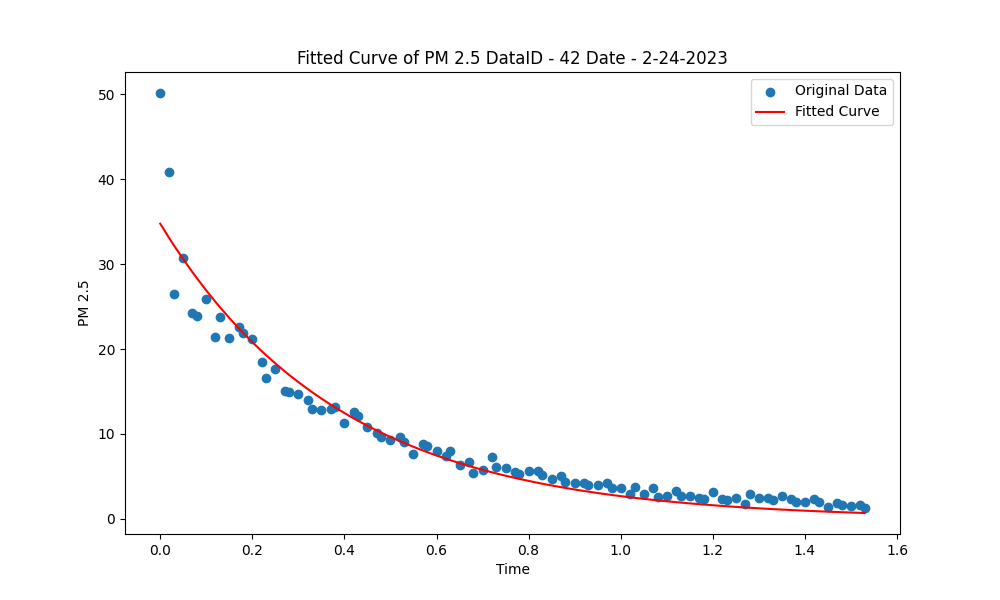 Fitted Curve of PM 2.5 DataID - 42 Date - 2-24-2023
Original Data
Fitted Curve
50
40
30
20
10
0
PM 2.5
0.0 0.2 0.4 0.6 0.8 1.0 1.2 1.4 1.6
Time